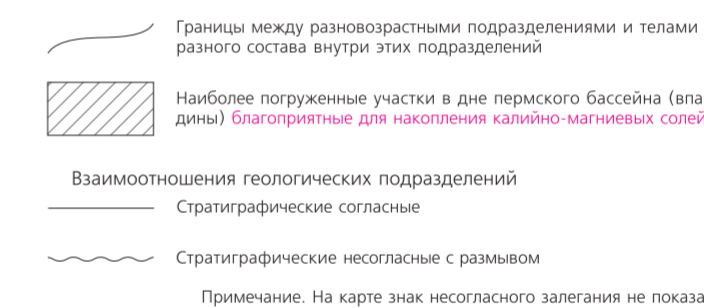 Границы между разновозрастными подразделениями и телами
разного состава внутри этих подразделений
Наиболее погруженные участки в дне пермского бассейна (впа
дины) благоприятные для накопления калийно-магниевых солей
Взаимоотношения геологических подразделений
Стратиграфические согласные
Стратиграфические несогласные с размывом
Примечание. На карте знак несогласного залегания не показа